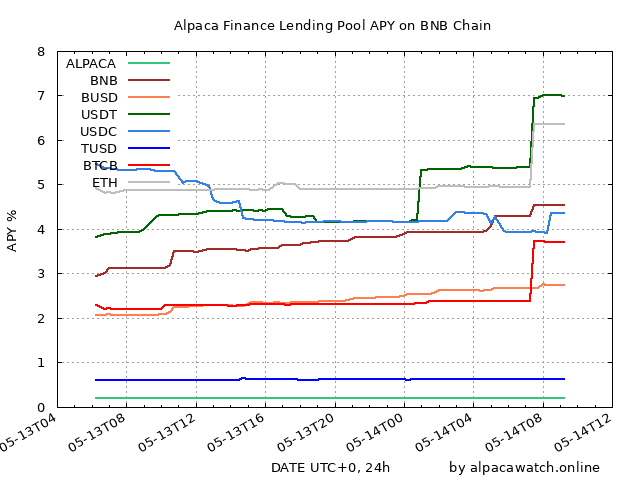 Alpaca Finance Lending Pool APY on BNB Chain
8
7
6
5
4
3
2
1
0
APY %
ALPACA
BNB
BUSD
USDT
USDC
TUSD
BTCB
ETH
05-13T04
05-13T08
05-13T12
05-13T16
05-13T20
05-14T00
05-14T04
05-14T08
05-14T12
DATE UTC+0, 24h
by alpacawatch.online